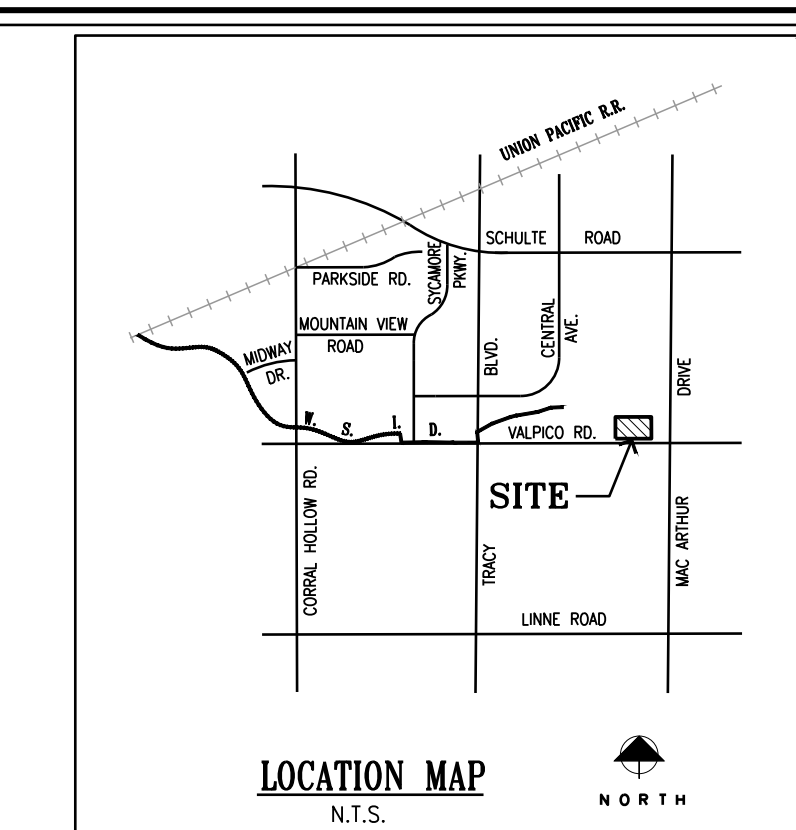 UNION PACIFIC R.R.
SCHULTE ROAD
PARKSIDE RD.
SYCAMORE
PKWY.
MOUNTAIN VIEW
ROAD
MIDWAY
DR.
BLVD.
CENTRAL
AVE.
DRIVE
W. S. I. D.
VALPICO RD.
SITE
CORRAL HOLLOW RD.
TRACY
MAC ARTHUR
LINNE ROAD
LOCATION MAP
N.T.S.
NORTH